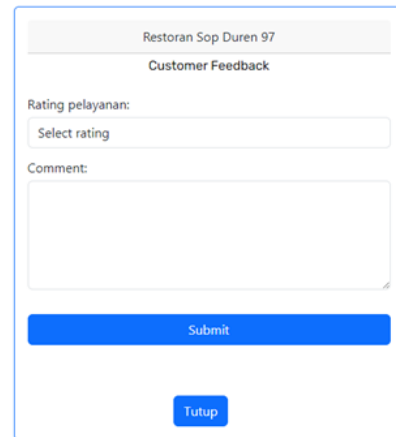 Restoran Sop Duren 97
Customer Feedback
Rating pelayanan:
Select rating
Comment:
Submit
Tutup